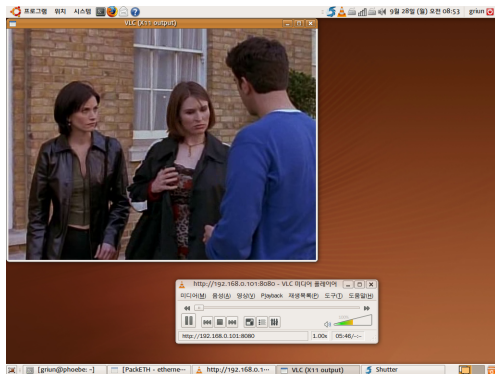 프로그램 위치 시스템 9월 28일 (월) 오전 08:53 griun
VLC (X11 output)
http://192.168.0.101:8080 - VLC 미디어 플레이어
미디어(M) 음성(A) 영상(V) Playback 재생목록(P) 도구(T) 도움말(H)
http://192.168.0.101:8080 1.00x 05:46/-:--
[griun@phoebe: ~] [PackETH - etherne... http://192.168.0.1... VLC (X11 output) Shutter